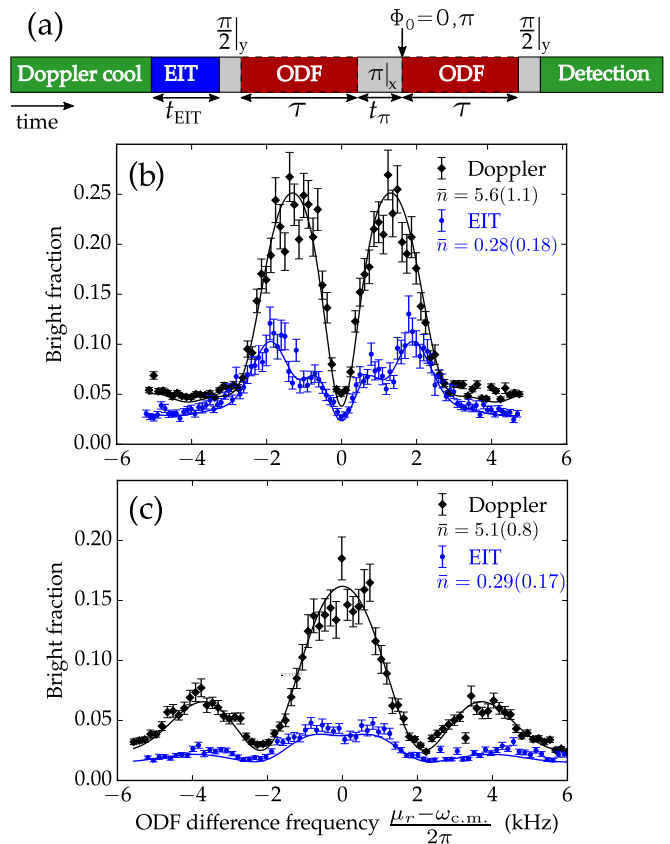 (a)
Φ₀=0,π
π/2|y
π/2|y
Doppler cool
EIT
ODF
π|x
ODF
Detection
time
t_EIT
τ
t_π
τ
(b)
Doppler
n̄ = 5.6(1.1)
EIT
n̄ = 0.28(0.18)
Bright fraction
0.25
0.20
0.15
0.10
0.05
0.00
−6 −4 −2 0 2 4 6
(c)
Doppler
n̄ = 5.1(0.8)
EIT
n̄ = 0.29(0.17)
Bright fraction
0.20
0.15
0.10
0.05
0.00
−6 −4 −2 0 2 4 6
ODF difference frequency (μ_r−ω_c.m.)/2π (kHz)